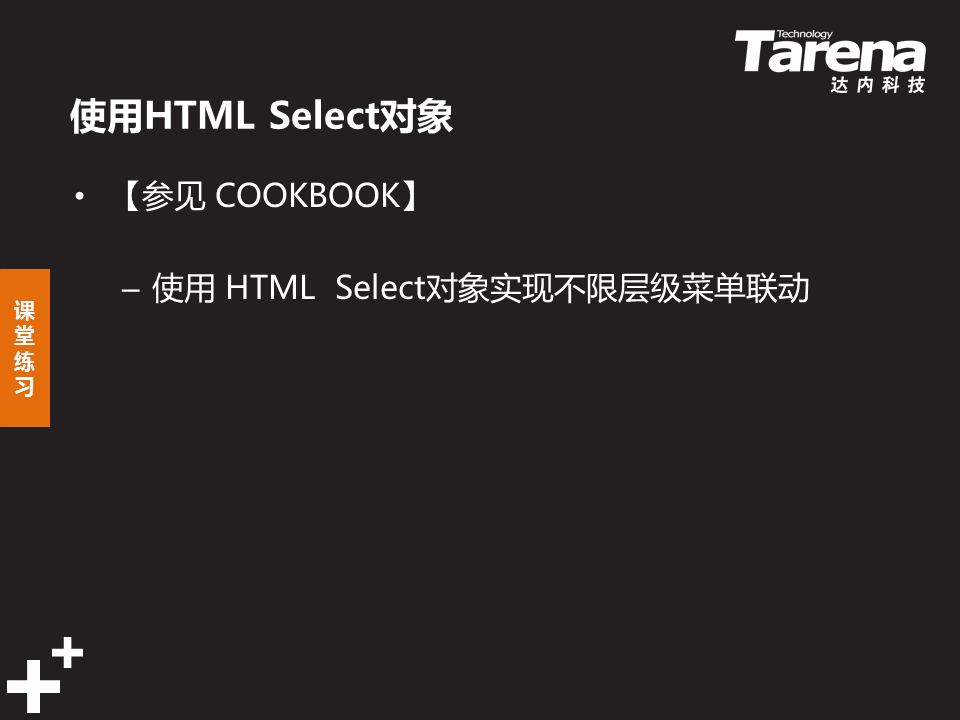 Technology
Tarena
达内科技
使用HTML Select对象
• 【参见 COOKBOOK】
– 使用 HTML  Select对象实现不限层级菜单联动
课
堂
练
习